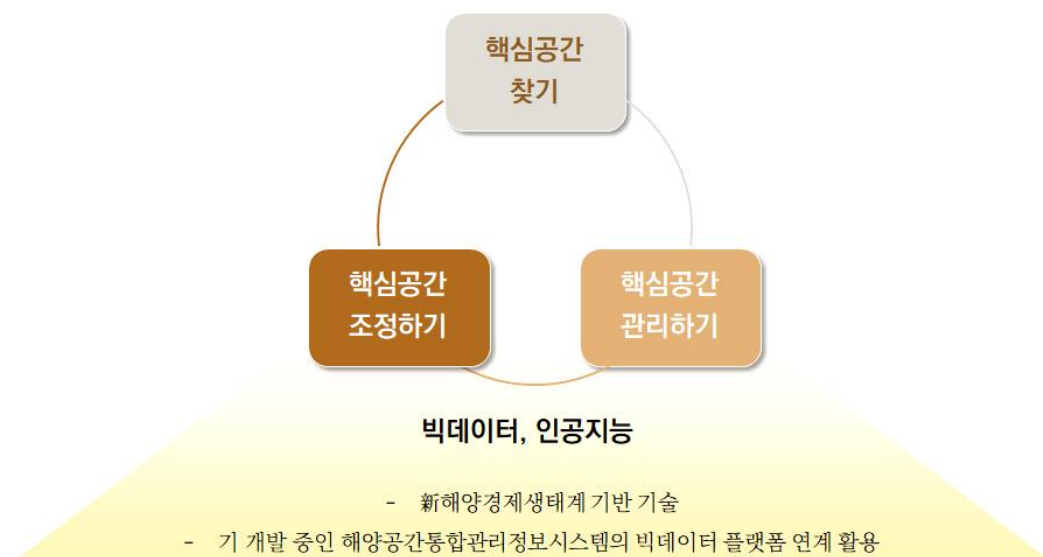 핵심공간
찾기
핵심공간
조정하기
핵심공간
관리하기
빅데이터, 인공지능
- 新해양경제생태계 기반 기술
- 기 개발 중인 해양공간통합관리정보시스템의 빅데이터 플랫폼 연계 활용